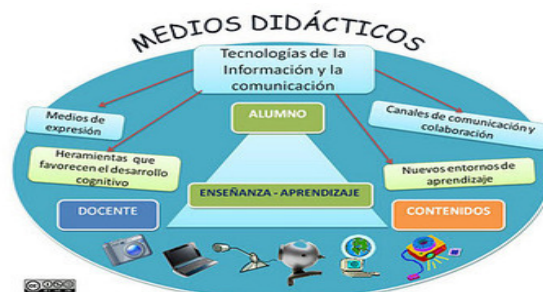 MEDIOS DIDÁCTICOS
Tecnologías de la
Información y la
comunicación
Medios de
expresión
Canales de comunicación y
colaboración
ALUMNO
Heramientas que
favorecen el desarrollo
cognitivo
Nuevos entornos de
aprendizaje
ENSEÑANZA - APRENDIZAJE
DOCENTE
CONTENIDOS